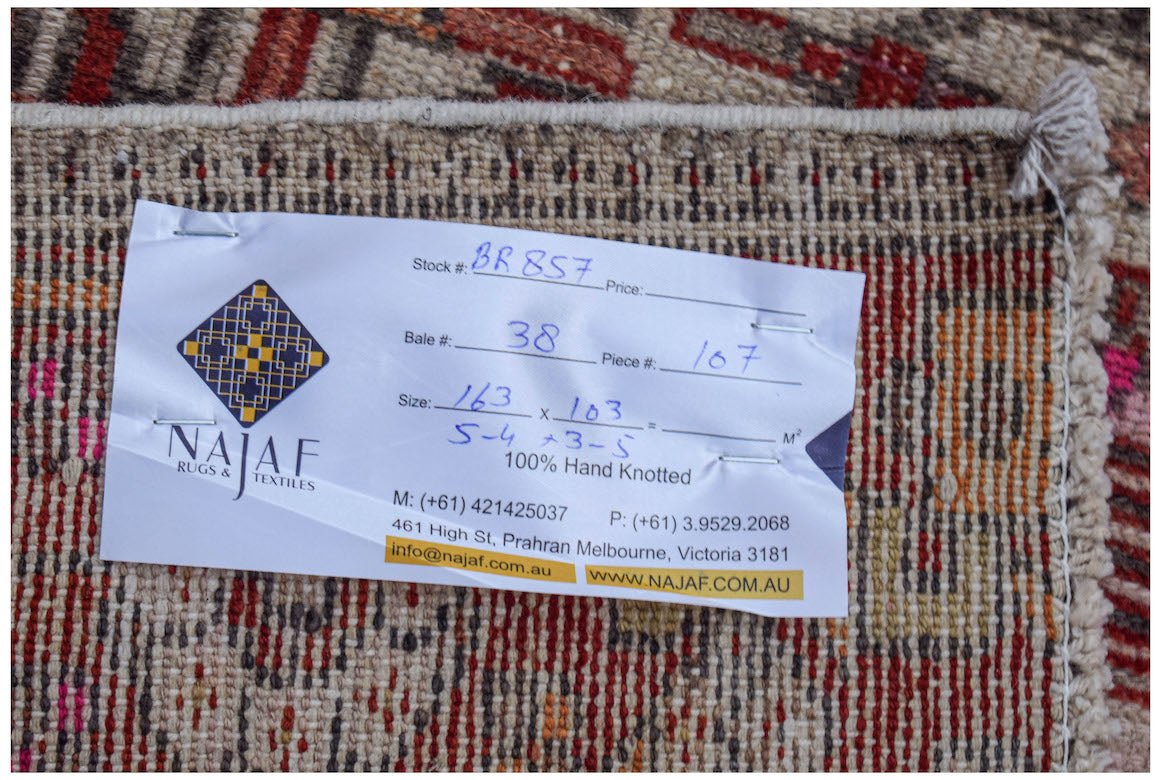 Stock #: BR 857 Price:
Bale #: 38 Piece #: 107
Size: 163 x 103 = M²
5-4 + 3-5
100% Hand Knotted
NAJAF
RUGS & TEXTILES
M: (+61) 421425037 P: (+61) 3.9529.2068
461 High St, Prahran Melbourne, Victoria 3181
info@najaf.com.au WWW.NAJAF.COM.AU